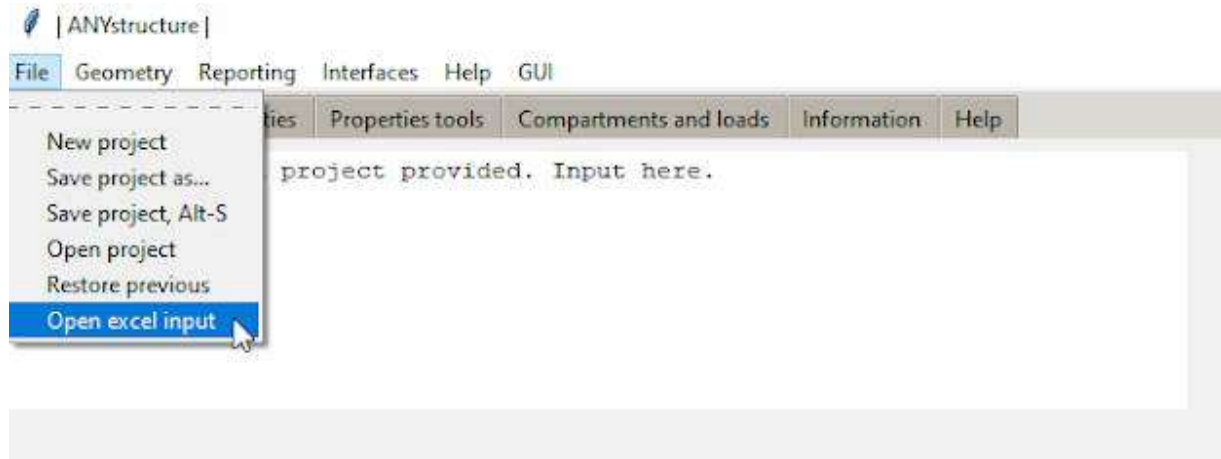 | ANYstructure |
File Geometry Reporting Interfaces Help GUI
ties Properties tools Compartments and loads Information Help
project provided. Input here.
New project
Save project as...
Save project, Alt-S
Open project
Restore previous
Open excel input